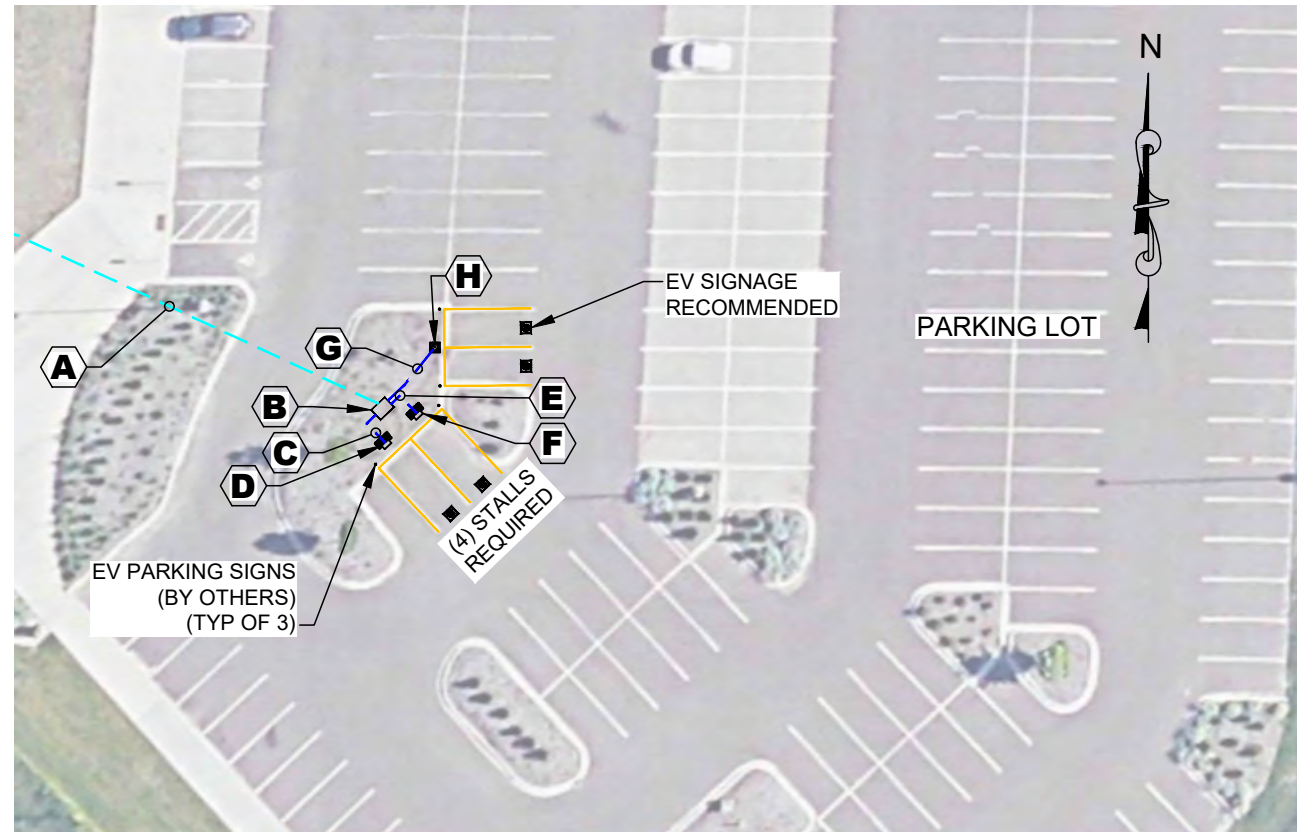 N
H
EV SIGNAGE
RECOMMENDED
PARKING LOT
G
A
B
E
C
F
D
(4) STALLS
REQUIRED
EV PARKING SIGNS
(BY OTHERS)
(TYP OF 3)